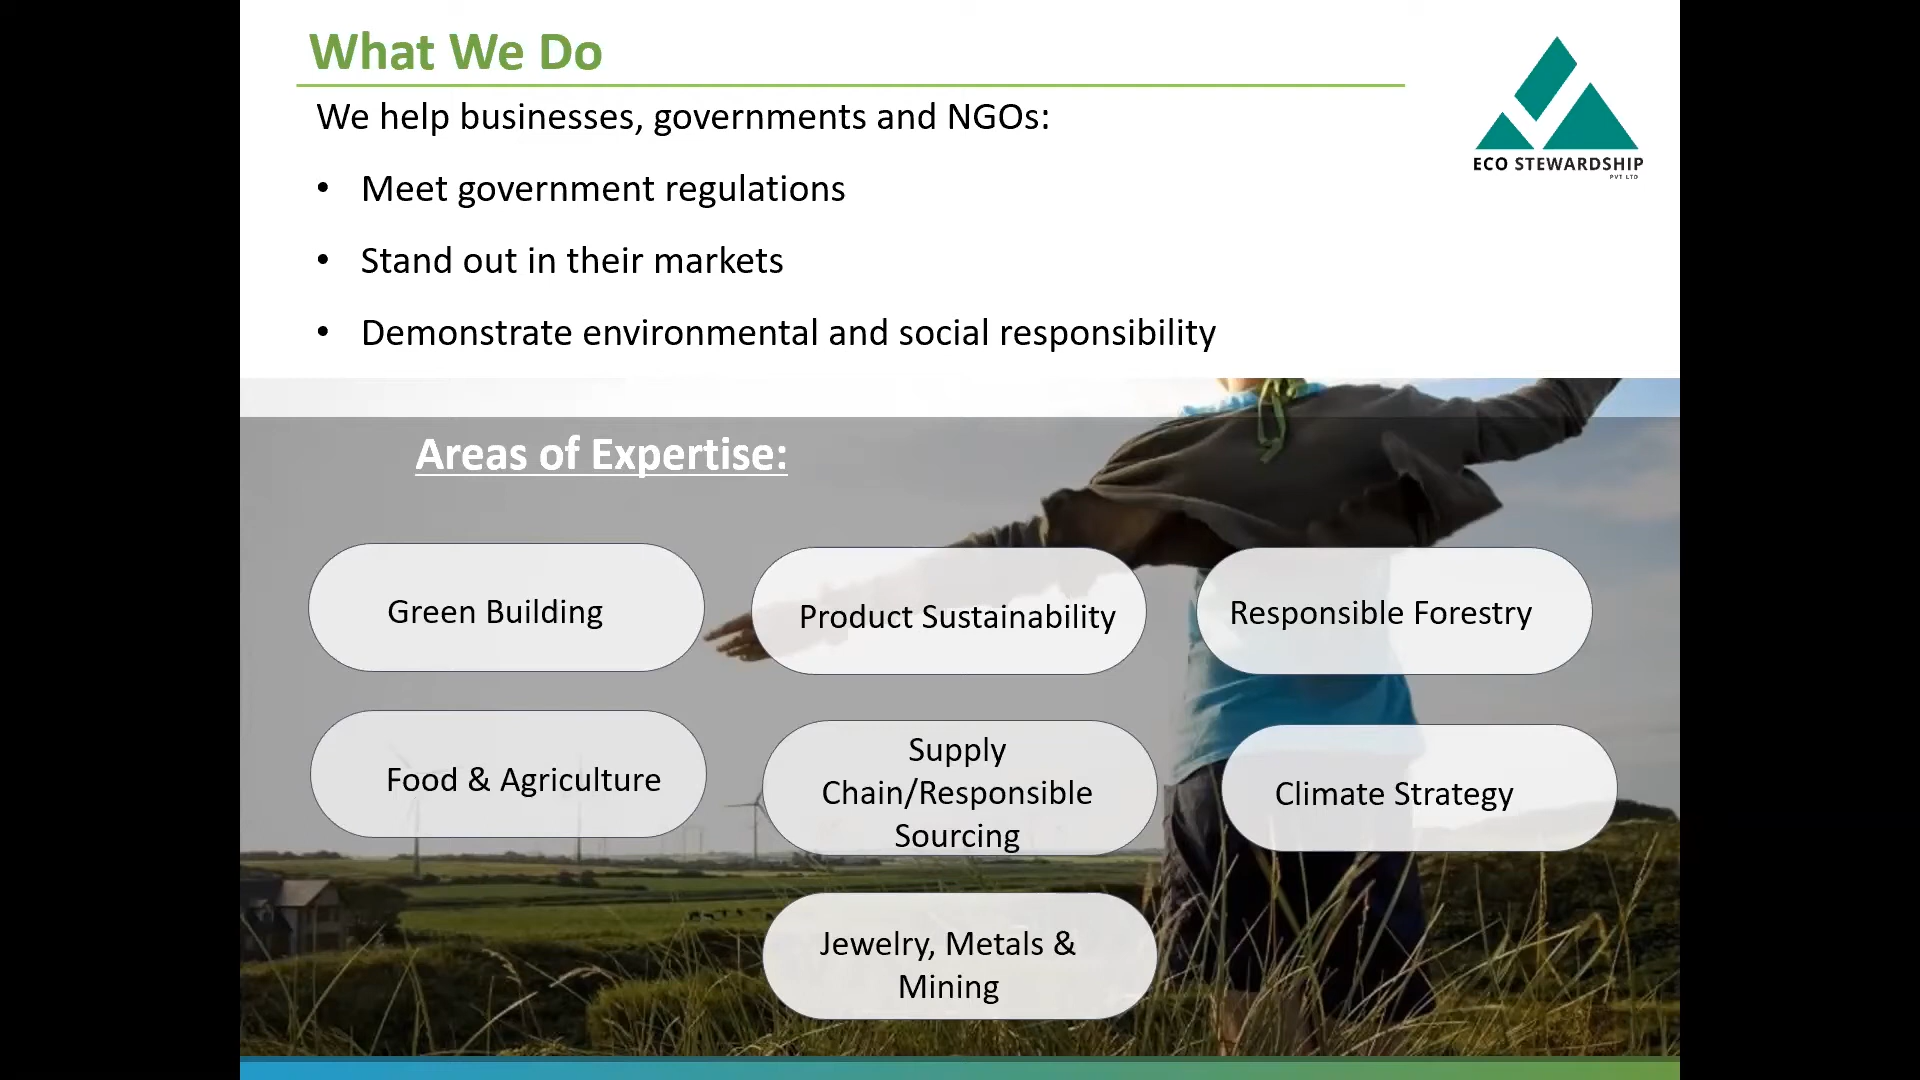 What We Do
We help businesses, governments and NGOs:
• Meet government regulations
• Stand out in their markets
• Demonstrate environmental and social responsibility
ECO STEWARDSHIP
PVT LTD
Areas of Expertise:
Green Building
Product Sustainability
Responsible Forestry
Food & Agriculture
Supply
Chain/Responsible
Sourcing
Climate Strategy
Jewelry, Metals &
Mining